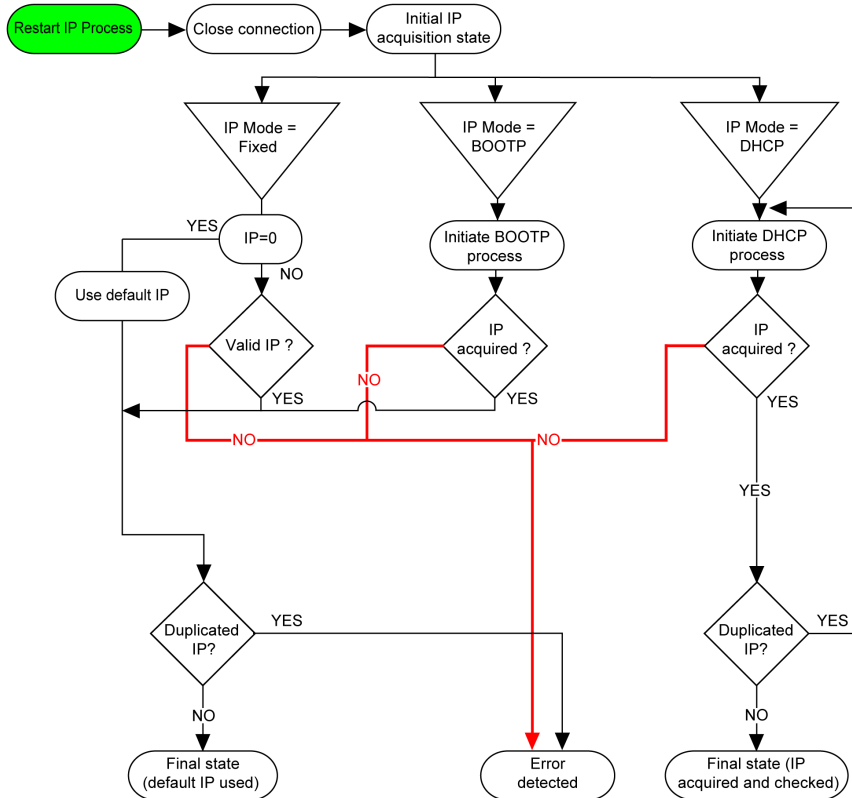 Restart IP Process
Close connection
Initial IP
acquisition state
IP Mode =
Fixed
IP Mode =
BOOTP
IP Mode =
DHCP
YES
IP=0
Initiate BOOTP
process
Initiate DHCP
process
NO
Use default IP
Valid IP ?
IP
acquired ?
IP
acquired ?
NO
YES
YES
YES
NO
NO
YES
Duplicated
IP?
YES
Duplicated
IP?
YES
NO
NO
Final state
(default IP used)
Error
detected
Final state (IP
acquired and checked)